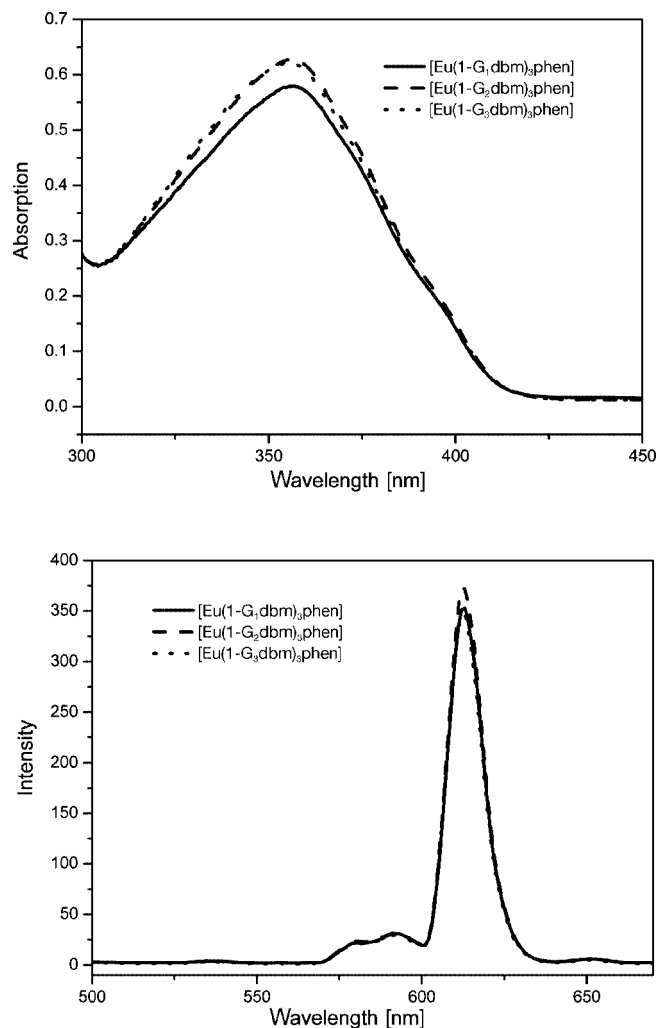 0.7
0.6
0.5
0.4
0.3
0.2
0.1
0.0
Absorption
[Eu(1-G₁dbm)₃phen]
[Eu(1-G₂dbm)₃phen]
[Eu(1-G₃dbm)₃phen]
300 350 400 450
Wavelength [nm]
400
350
300
250
200
150
100
50
0
Intensity
[Eu(1-G₁dbm)₃phen]
[Eu(1-G₂dbm)₃phen]
[Eu(1-G₃dbm)₃phen]
500 550 600 650
Wavelength [nm]